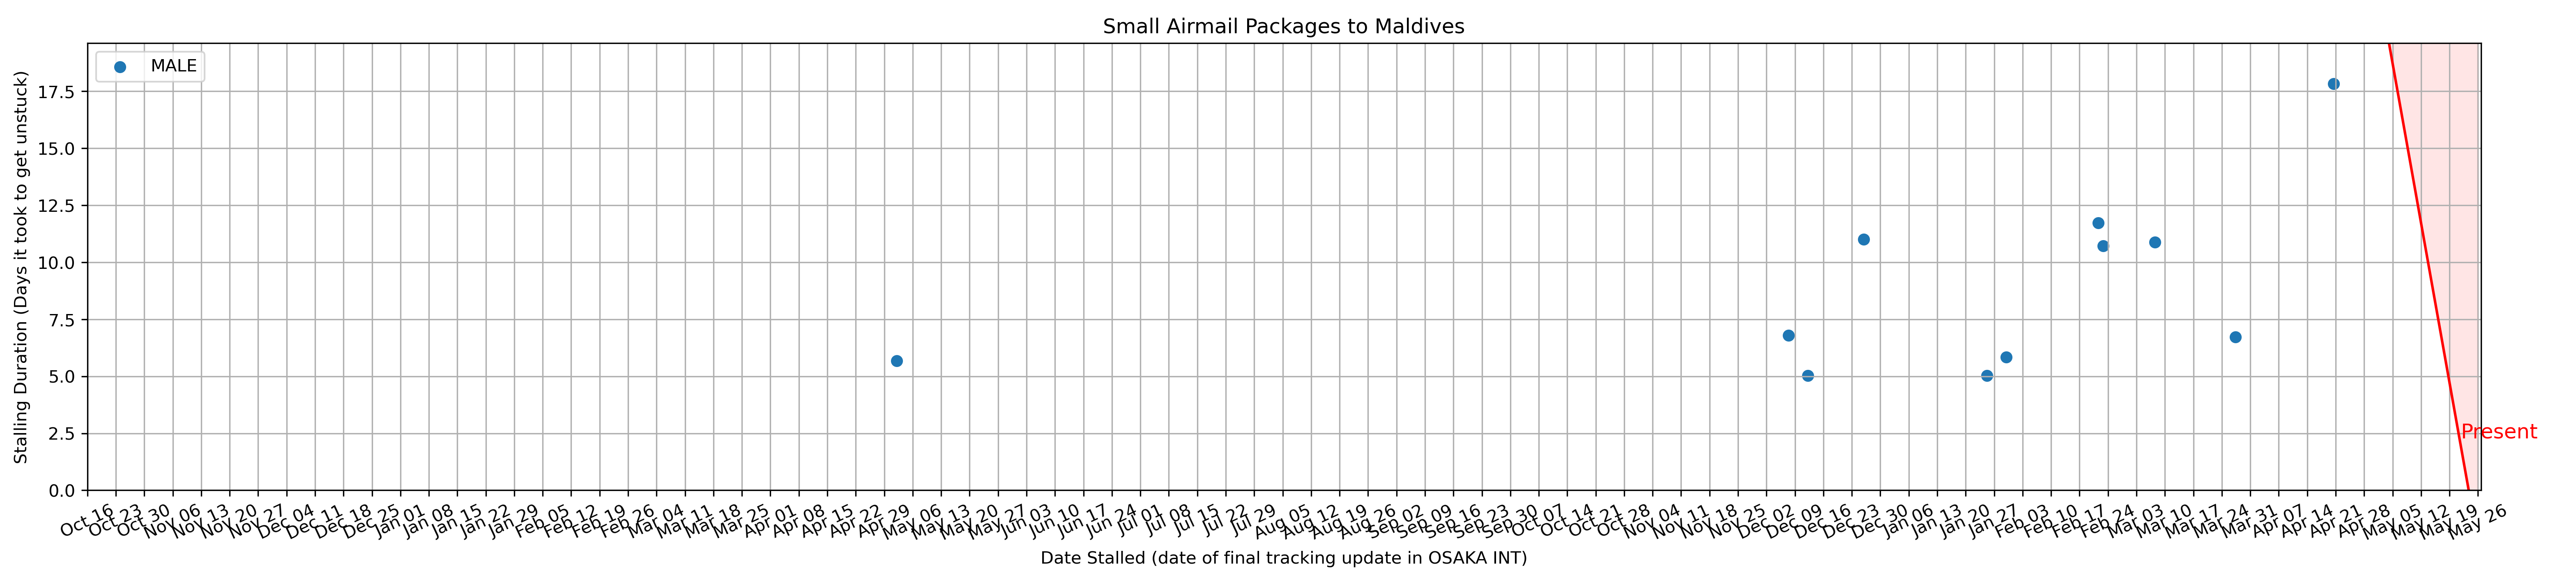 Small Airmail Packages to Maldives
MALE
Stalling Duration (Days it took to get unstuck)
17.5
15.0
12.5
10.0
7.5
5.0
2.5
0.0
Present
Oct 16
Oct 23
Oct 30
Nov 06
Nov 13
Nov 20
Nov 27
Dec 04
Dec 11
Dec 18
Dec 25
Jan 01
Jan 08
Jan 15
Jan 22
Jan 29
Feb 05
Feb 12
Feb 19
Feb 26
Mar 04
Mar 11
Mar 18
Mar 25
Apr 01
Apr 08
Apr 15
Apr 22
Apr 29
May 06
May 13
May 20
May 27
Jun 03
Jun 10
Jun 17
Jun 24
Jul 01
Jul 08
Jul 15
Jul 22
Jul 29
Aug 05
Aug 12
Aug 19
Aug 26
Sep 02
Sep 09
Sep 16
Sep 23
Sep 30
Oct 07
Oct 14
Oct 21
Oct 28
Nov 04
Nov 11
Nov 18
Nov 25
Dec 02
Dec 09
Dec 16
Dec 23
Dec 30
Jan 06
Jan 13
Jan 20
Jan 27
Feb 03
Feb 10
Feb 17
Feb 24
Mar 03
Mar 10
Mar 17
Mar 24
Mar 31
Apr 07
Apr 14
Apr 21
Apr 28
May 05
May 12
May 19
May 26
Date Stalled (date of final tracking update in OSAKA INT)